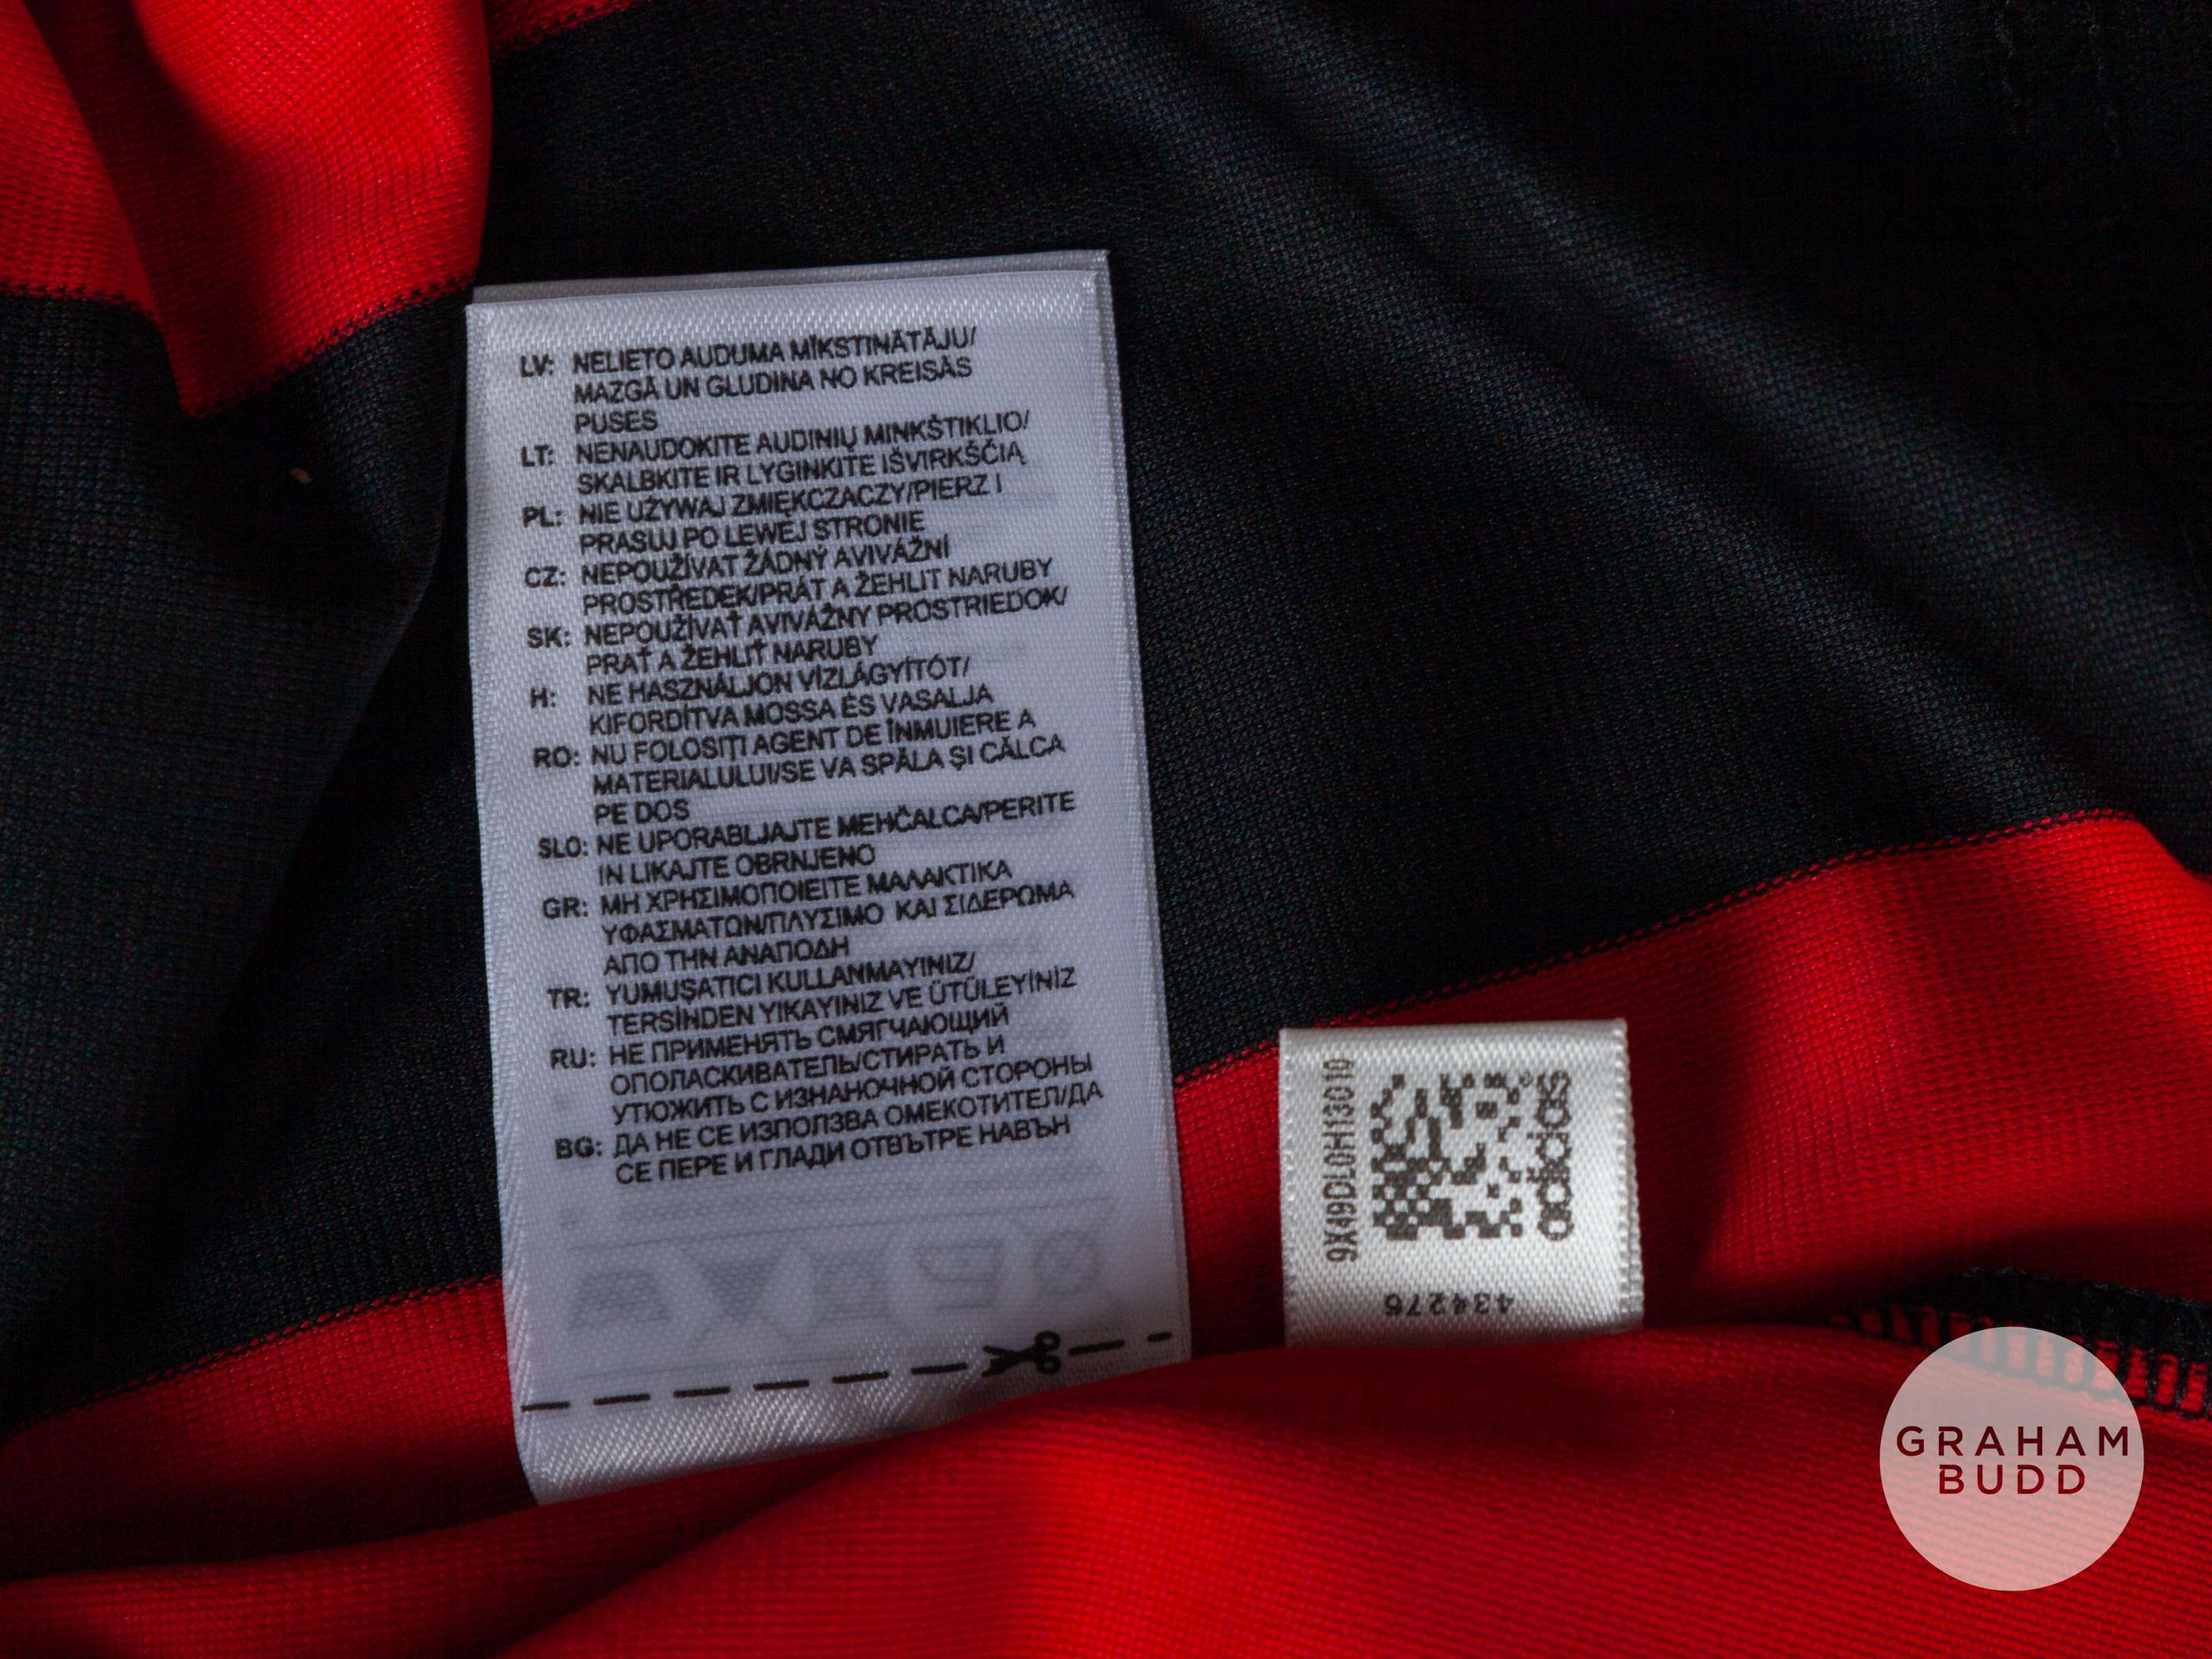 LV: NELIETO AUDUMA MĪKSTINĀTĀJU/
MAZGĀ UN GLUDINA NO KREISĀS
PUSES
LT: NENAUDOKITE AUDINIŲ MINKŠTIKLIO/
SKALBKITE IR LYGINKITE IŠVIRKŠČIĄ
PL: NIE UŻYWAJ ZMIĘKCZACZY/PIERZ I
PRASUJ PO LEWEJ STRONIE
CZ: NEPOUŽÍVAT ŽÁDNÝ AVIVÁŽNÍ
PROSTŘEDEK/PRÁT A ŽEHLIT NARUBY
SK: NEPOUŽÍVAŤ AVIVÁŽNY PROSTRIEDOK/
PRAŤ A ŽEHLIŤ NARUBY
H: NE HASZNÁLJON VÍZLÁGYÍTÓT/
KIFORDÍTVA MOSSA ÉS VASALJA
RO: NU FOLOSIȚI AGENT DE ÎNMUIERE A
MATERIALULUI/SE VA SPĂLA ȘI CĂLCA
PE DOS
SLO: NE UPORABLJAJTE MEHČALCA/PERITE
IN LIKAJTE OBRNJENO
GR: ΜΗ ΧΡΗΣΙΜΟΠΟΙΕΙΤΕ ΜΑΛΑΚΤΙΚΑ
ΥΦΑΣΜΑΤΩΝ/ΠΛΥΣΙΜΟ ΚΑΙ ΣΙΔΕΡΩΜΑ
ΑΠΟ ΤΗΝ ΑΝΑΠΟΔΗ
TR: YUMUŞATICI KULLANMAYINIZ/
TERSİNDEN YIKAYINIZ VE ÜTÜLEYİNİZ
RU: НЕ ПРИМЕНЯТЬ СМЯГЧАЮЩИЙ
ОПОЛАСКИВАТЕЛЬ/СТИРАТЬ И
УТЮЖИТЬ С ИЗНАНОЧНОЙ СТОРОНЫ
BG: ДА НЕ СЕ ИЗПОЛЗВА ОМЕКОТИТЕЛ/ДА
СЕ ПЕРЕ И ГЛАДИ ОТВЪТРЕ НАВЪН
9X49DL0H13010
adidas
434276
GRAHAM
BUDD